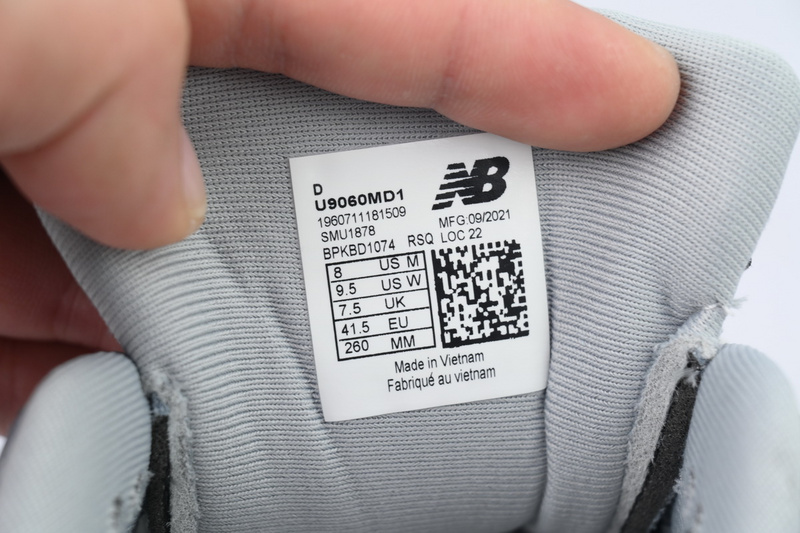 D
U9060MD1
1960711181509
SMU1878
BPKBD1074 RSQ
NB
MFG:09/2021
LOC 22
8 US M
9.5 US W
7.5 UK
41.5 EU
260 MM
Made in Vietnam
Fabriqué au vietnam